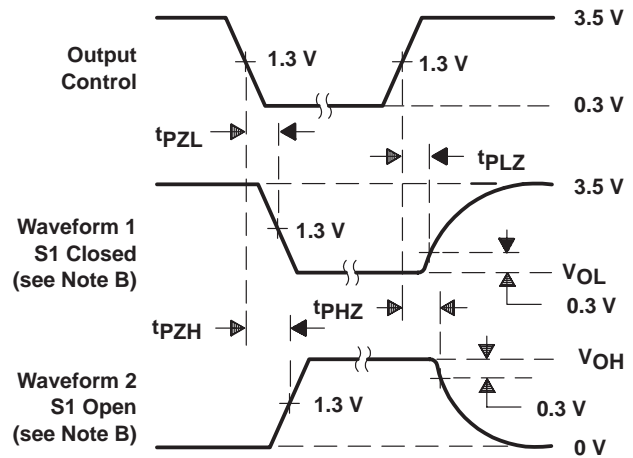 3.5 V
Output
Control
1.3 V
1.3 V
0.3 V
tPZL
tPLZ
3.5 V
Waveform 1
S1 Closed
(see Note B)
1.3 V
VOL
0.3 V
tPZH
tPHZ
VOH
Waveform 2
S1 Open
(see Note B)
1.3 V
0.3 V
0 V